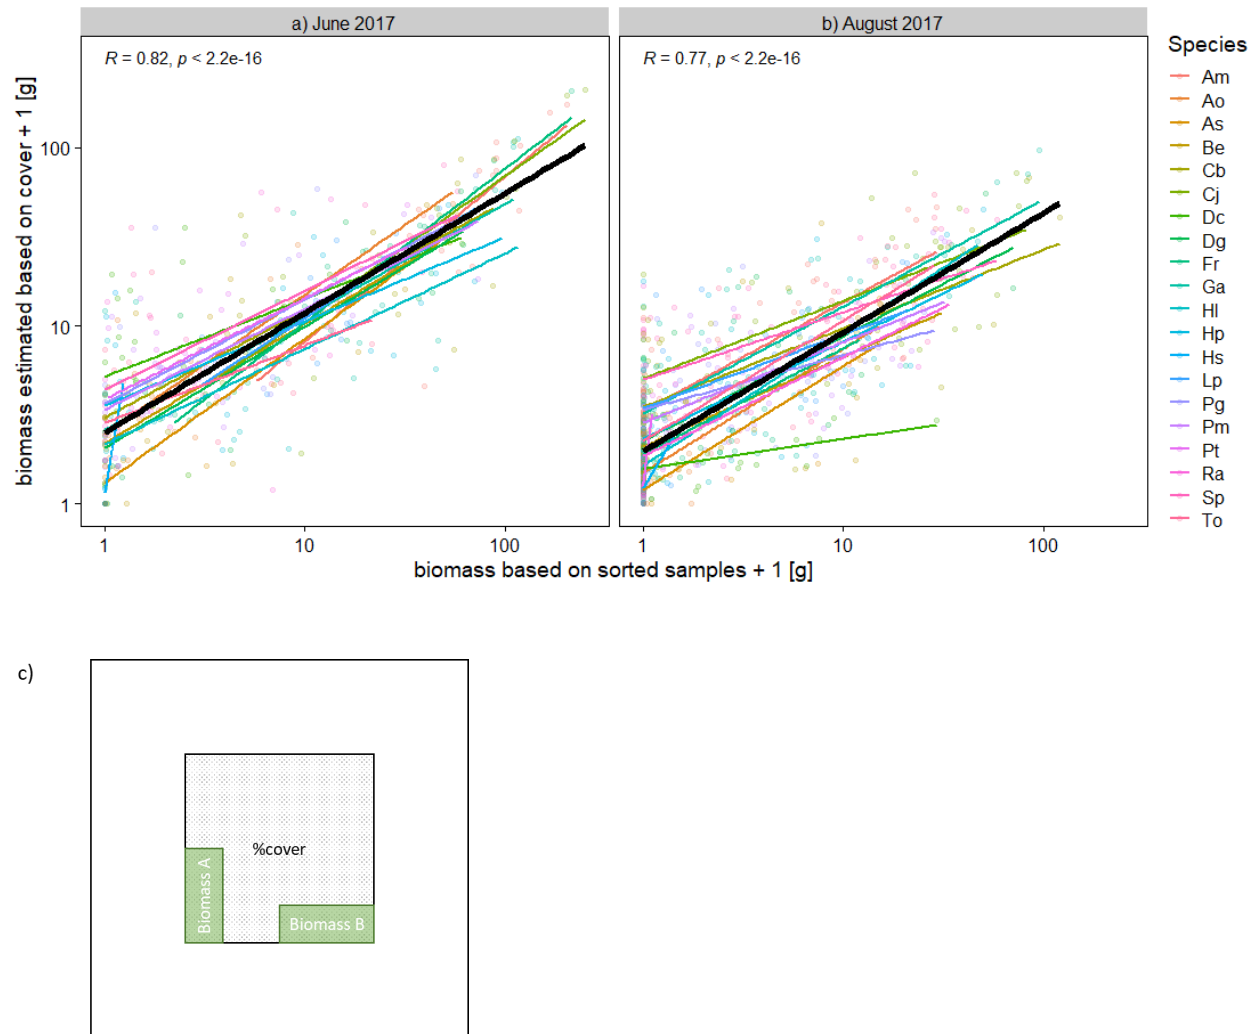 a) June 2017
b) August 2017
R = 0.82, p < 2.2e-16
R = 0.77, p < 2.2e-16
biomass estimated based on cover + 1 [g]
100
10
1
1
10
100
1
10
100
biomass based on sorted samples + 1 [g]
Species
Am
Ao
As
Be
Cb
Cj
Dc
Dg
Fr
Ga
Hl
Hp
Hs
Lp
Pg
Pm
Pt
Ra
Sp
To
c)
%cover
Biomass A
Biomass B